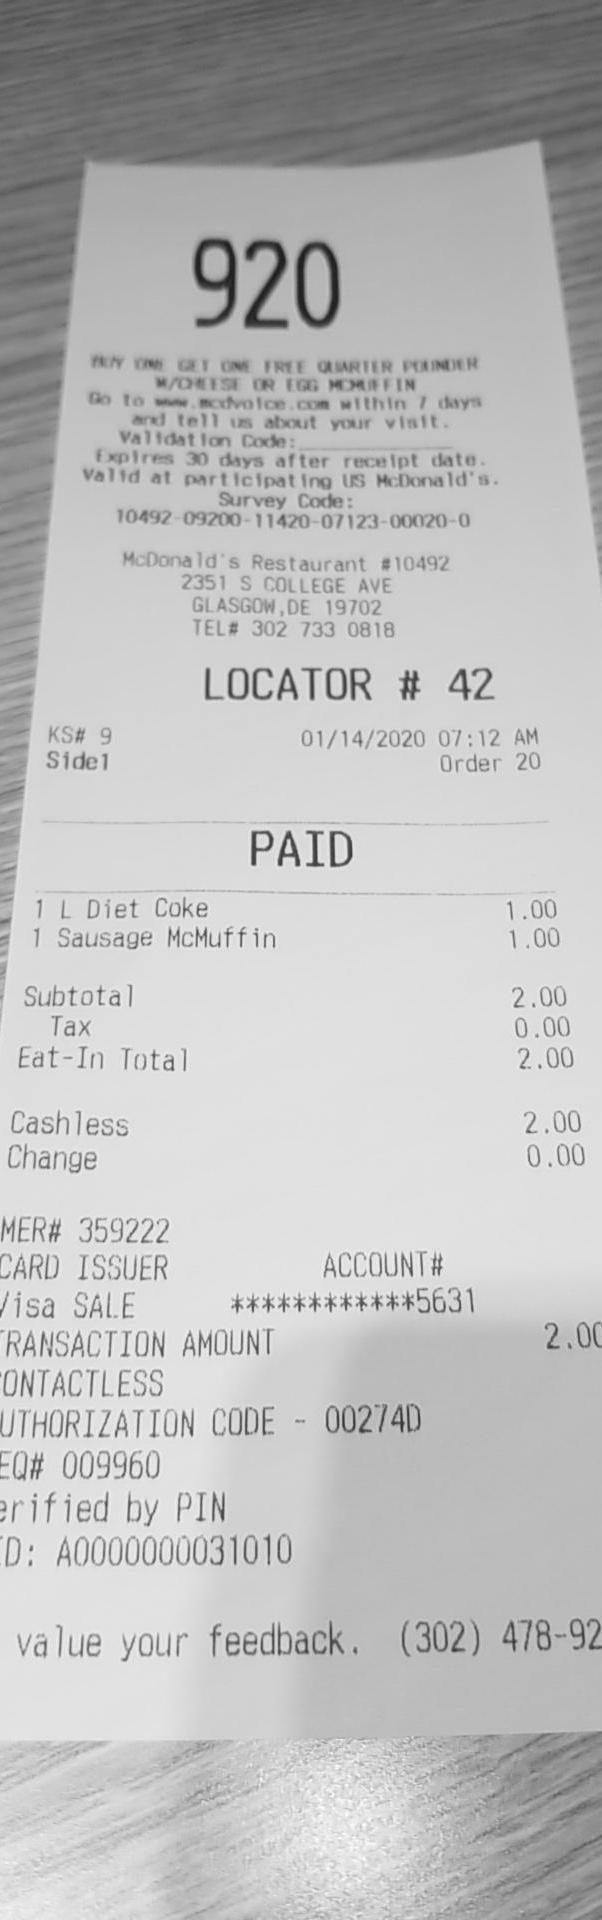 920
BUY ONE GET ONE FREE QUARTER POUNDER
W/CHEESE OR EGG MCMUFFIN
Go to www.mcdvoice.com within 7 days
and tell us about your visit.
Validation Code:
Expires 30 days after receipt date.
Valid at participating US McDonald's.
Survey Code:
10492-09200-11420-07123-00020-0
McDonald's Restaurant #10492
2351 S COLLEGE AVE
GLASGOW,DE 19702
TEL# 302 733 0818
LOCATOR # 42
KS# 9 01/14/2020 07:12 AM
Side1 Order 20
PAID
1 L Diet Coke 1.00
1 Sausage McMuffin 1.00
Subtotal 2.00
Tax 0.00
Eat-In Total 2.00
Cashless 2.00
Change 0.00
MER# 359222
CARD ISSUER ACCOUNT#
Visa SALE ************5631
TRANSACTION AMOUNT 2.00
CONTACTLESS
UTHORIZATION CODE - 00274D
EQ# 009960
erified by PIN
ID: A0000000031010
value your feedback. (302) 478-92